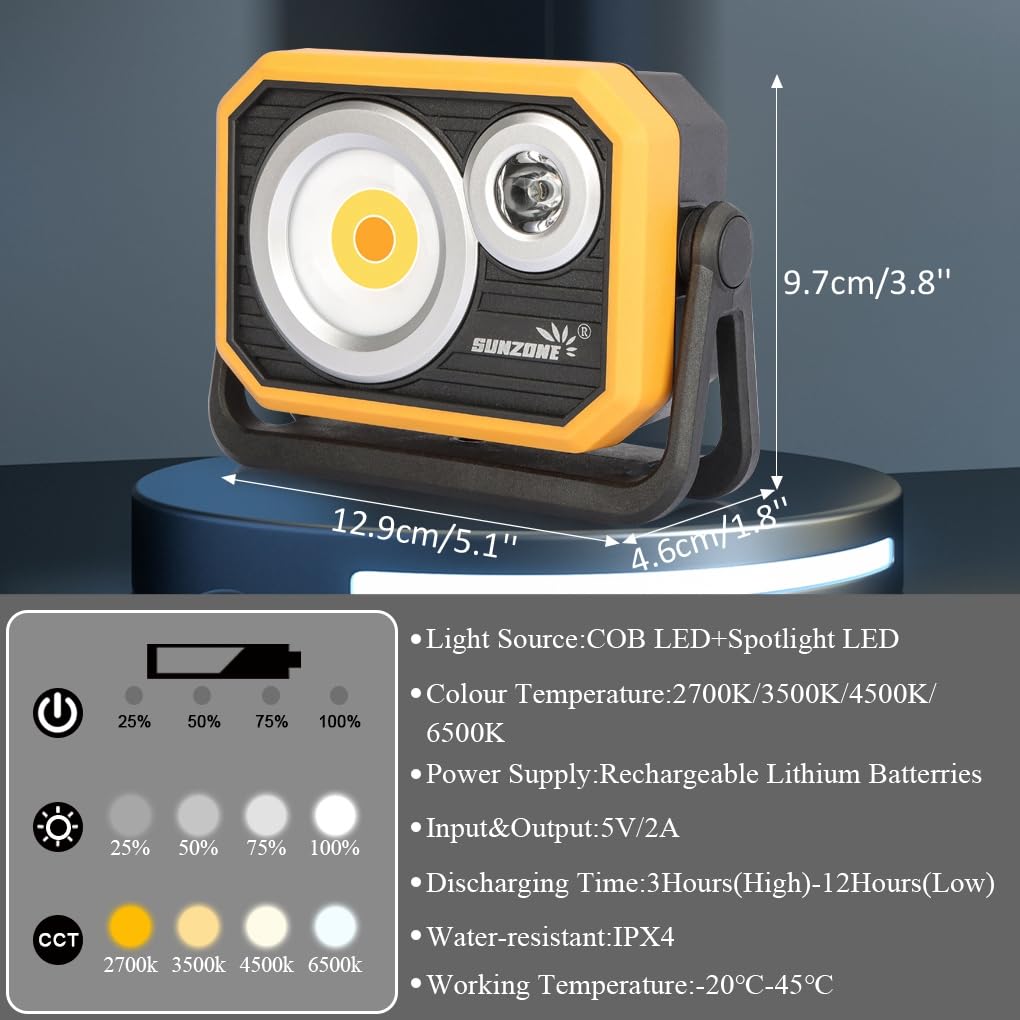 SUNZONE®
9.7cm/3.8''
12.9cm/5.1''
4.6cm/1.8''
25% 50% 75% 100%
25% 50% 75% 100%
CCT
2700k 3500k 4500k 6500k
•Light Source:COB LED+Spotlight LED
•Colour Temperature:2700K/3500K/4500K/
6500K
•Power Supply:Rechargeable Lithium Batterries
•Input&Output:5V/2A
•Discharging Time:3Hours(High)-12Hours(Low)
•Water-resistant:IPX4
•Working Temperature:-20℃-45℃